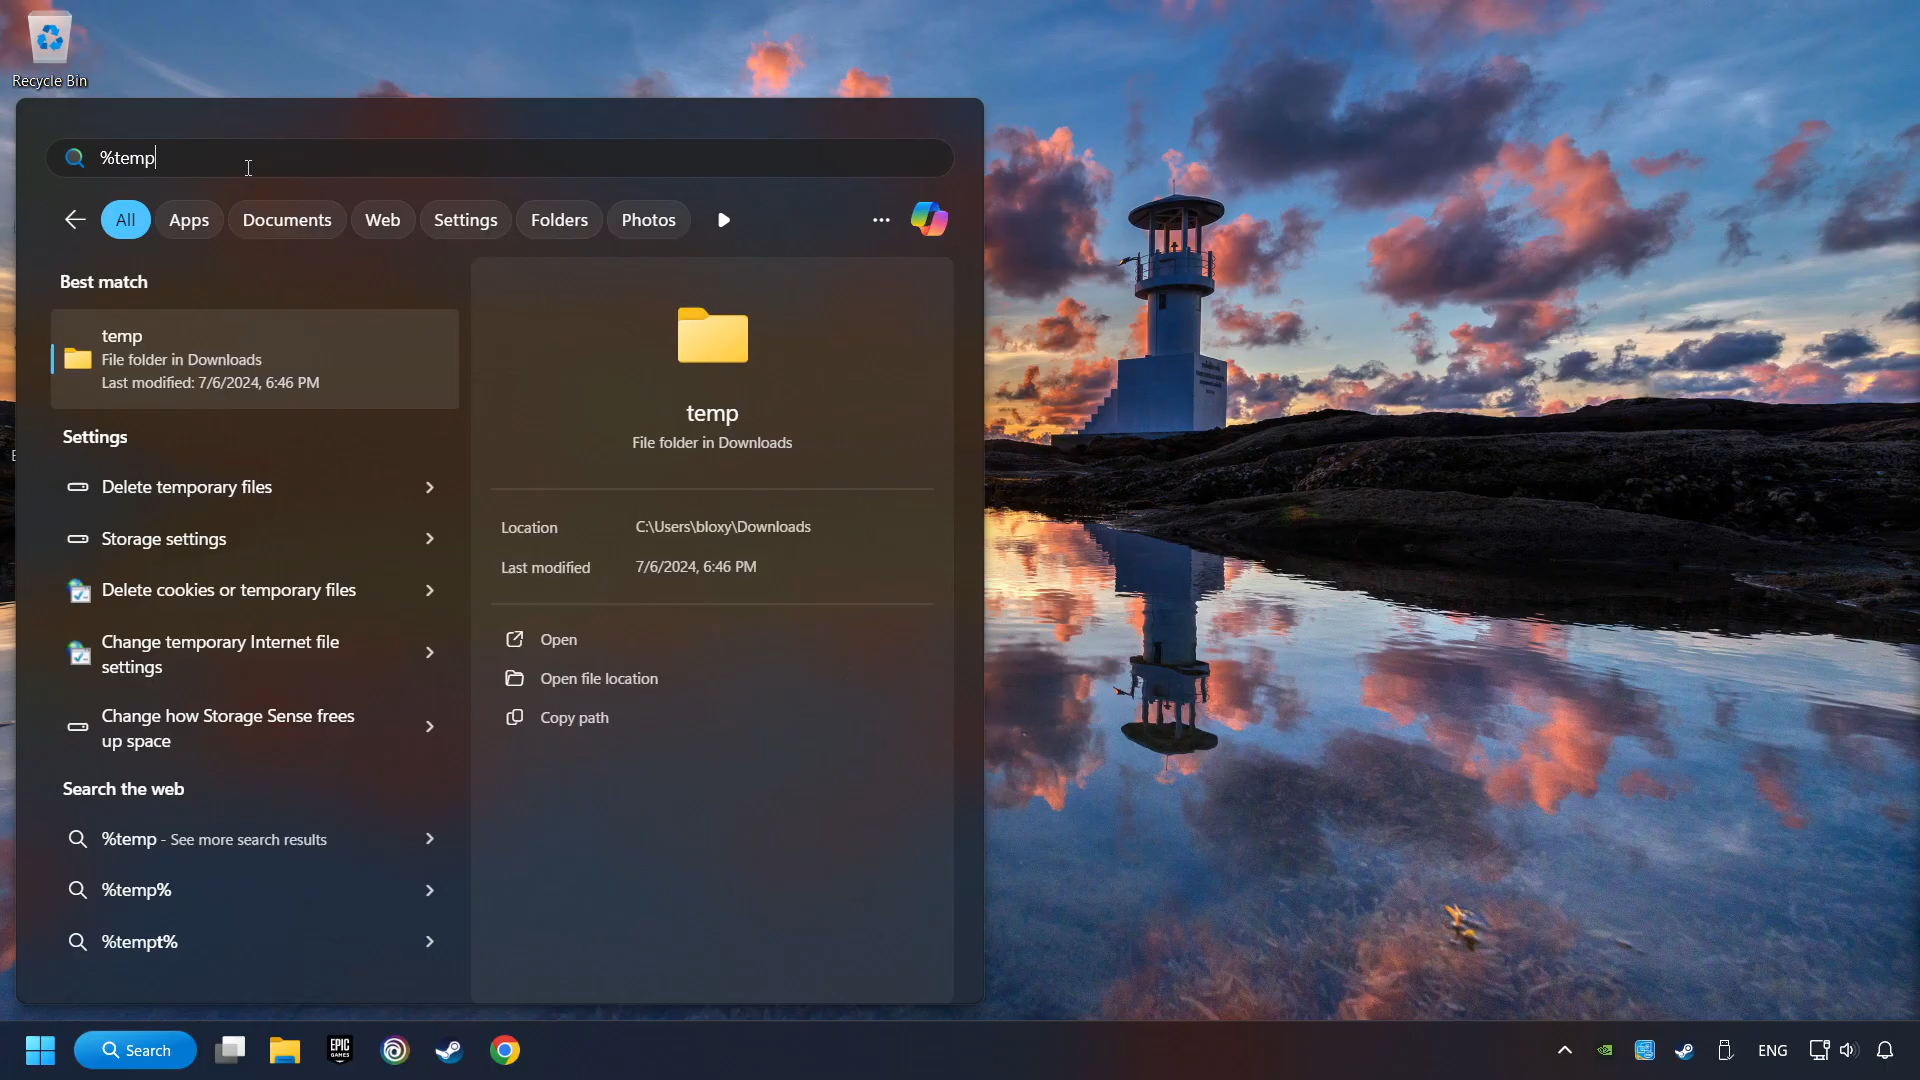 Recycle Bin
%temp
All
Apps
Documents
Web
Settings
Folders
Photos
Best match
temp
File folder in Downloads
Last modified: 7/6/2024, 6:46 PM
Settings
Delete temporary files
Storage settings
Delete cookies or temporary files
Change temporary Internet file
settings
Change how Storage Sense frees
up space
Search the web
%temp - See more search results
%temp%
%tempt%
temp
File folder in Downloads
Location C:\Users\bloxy\Downloads
Last modified 7/6/2024, 6:46 PM
Open
Open file location
Copy path
Search
EPIC
GAMES
ENG